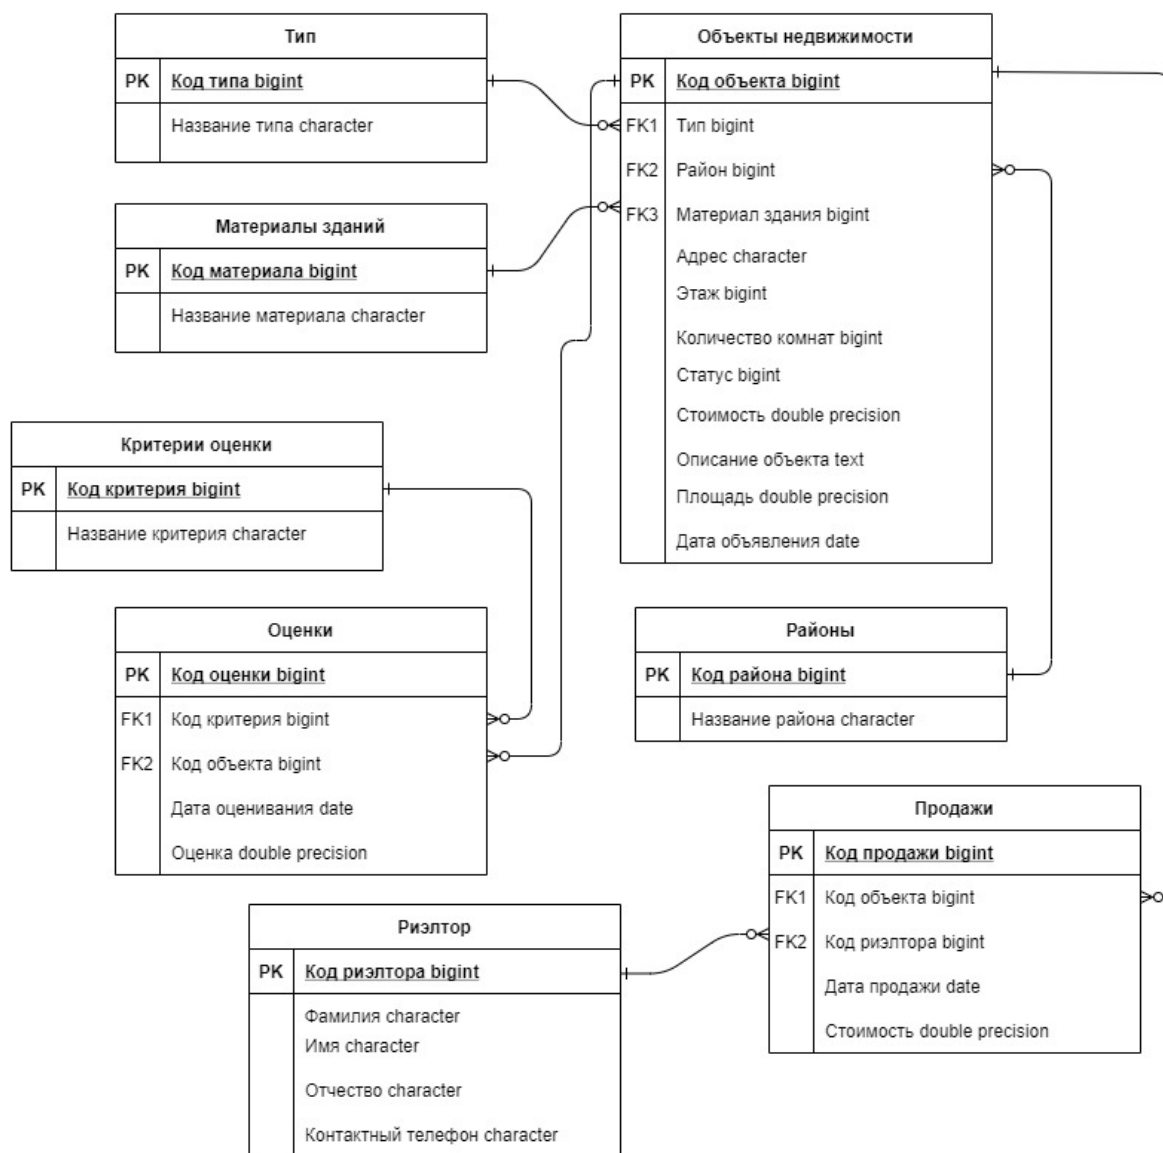 Тип
PK Код типа bigint
Название типа character
Объекты недвижимости
PK Код объекта bigint
FK1 Тип bigint
FK2 Район bigint
FK3 Материал здания bigint
Адрес character
Этаж bigint
Количество комнат bigint
Статус bigint
Стоимость double precision
Описание объекта text
Площадь double precision
Дата объявления date
Материалы зданий
PK Код материала bigint
Название материала character
Критерии оценки
PK Код критерия bigint
Название критерия character
Оценки
PK Код оценки bigint
FK1 Код критерия bigint
FK2 Код объекта bigint
Дата оценивания date
Оценка double precision
Районы
PK Код района bigint
Название района character
Продажи
PK Код продажи bigint
FK1 Код объекта bigint
FK2 Код риэлтора bigint
Дата продажи date
Стоимость double precision
Риэлтор
PK Код риэлтора bigint
Фамилия character
Имя character
Отчество character
Контактный телефон character